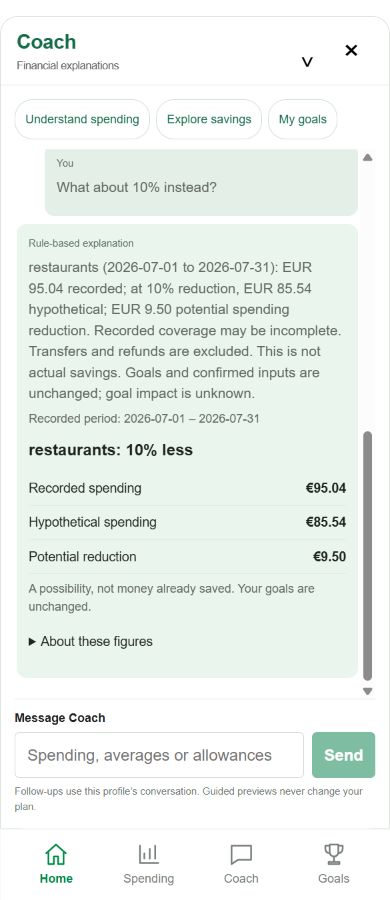 Coach
Financial explanations
V
×
Understand spending
Explore savings
My goals
You
What about 10% instead?
Rule-based explanation
restaurants (2026-07-01 to 2026-07-31): EUR
95.04 recorded; at 10% reduction, EUR 85.54
hypothetical; EUR 9.50 potential spending
reduction. Recorded coverage may be incomplete.
Transfers and refunds are excluded. This is not
actual savings. Goals and confirmed inputs are
unchanged; goal impact is unknown.
Recorded period: 2026-07-01 – 2026-07-31
restaurants: 10% less
Recorded spending €95.04
Hypothetical spending €85.54
Potential reduction €9.50
A possibility, not money already saved. Your goals are
unchanged.
About these figures
Message Coach
Spending, averages or allowances
Send
Follow-ups use this profile's conversation. Guided previews never change your
plan.
Home
Spending
Coach
Goals